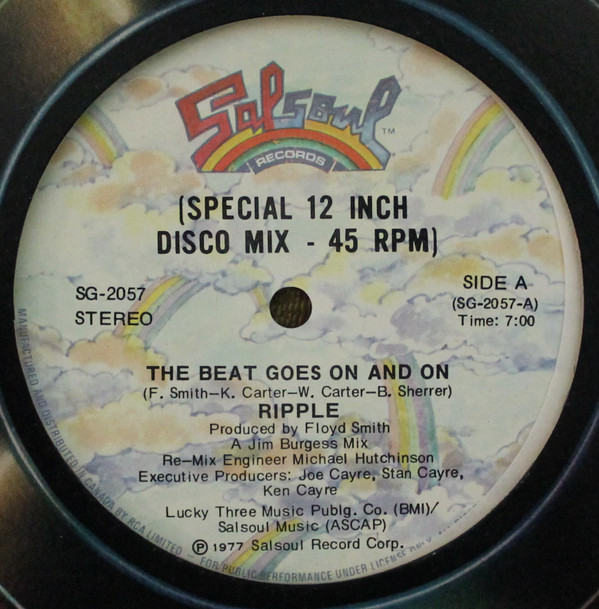 Salsoul
TM
RECORDS
(SPECIAL 12 INCH
DISCO MIX - 45 RPM)
SG-2057
STEREO
SIDE A
(SG-2057-A)
Time: 7:00
THE BEAT GOES ON AND ON
(F. Smith-K. Carter-W. Carter-B. Sherrer)
RIPPLE
Produced by Floyd Smith
A Jim Burgess Mix
Re-Mix Engineer Michael Hutchinson
Executive Producers: Joe Cayre, Stan Cayre,
Ken Cayre
Lucky Three Music Publg. Co. (BMI)/
Salsoul Music (ASCAP)
Ⓟ 1977 Salsoul Record Corp.
MANUFACTURED AND DISTRIBUTED IN CANADA BY RCA LIMITED
FOR PUBLIC PERFORMANCE UNDER LICENSE